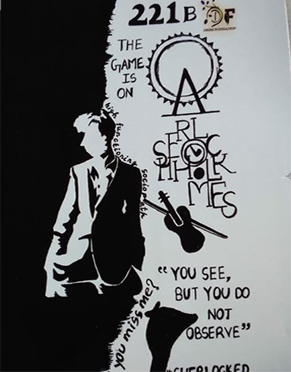 221B
DF
THE
GAME
IS
ON
high functioning sociopath
SHERLOCK
HOLMES
you miss me?
"YOU SEE,
BUT YOU DO
NOT
OBSERVE"
"SHERLOCKED